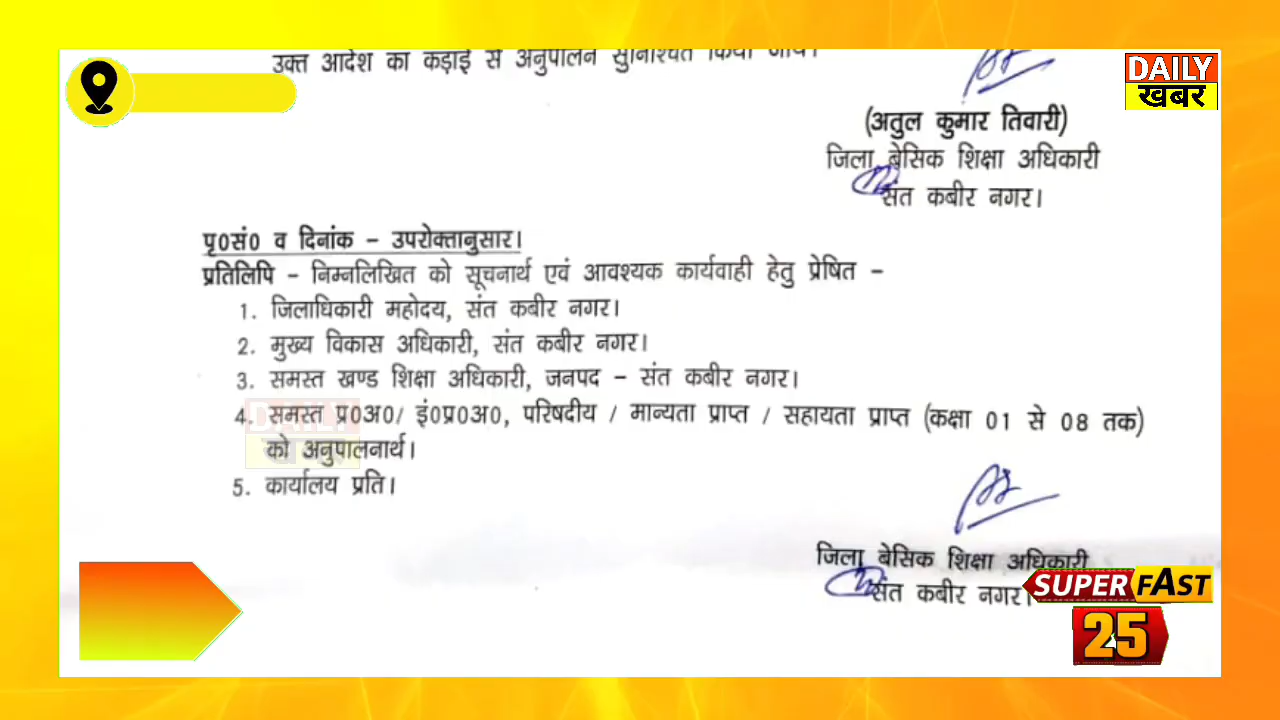 उक्त आदेश का कड़ाई से अनुपालन सुनिश्चित किया जाये।
DAILY
खबर
(अतुल कुमार तिवारी)
जिला बेसिक शिक्षा अधिकारी
संत कबीर नगर।
पृ0सं0 व दिनांक – उपरोक्तानुसार।
प्रतिलिपि – निम्नलिखित को सूचनार्थ एवं आवश्यक कार्यवाही हेतु प्रेषित –
1. जिलाधिकारी महोदय, संत कबीर नगर।
2. मुख्य विकास अधिकारी, संत कबीर नगर।
3. समस्त खण्ड शिक्षा अधिकारी, जनपद – संत कबीर नगर।
4. समस्त प्र0अ0/ इं0प्र0अ0, परिषदीय / मान्यता प्राप्त / सहायता प्राप्त (कक्षा 01 से 08 तक)
को अनुपालनार्थ।
DAILY
खबर
5. कार्यालय प्रति।
जिला बेसिक शिक्षा अधिकारी
संत कबीर नगर।
SUPER FAST
25